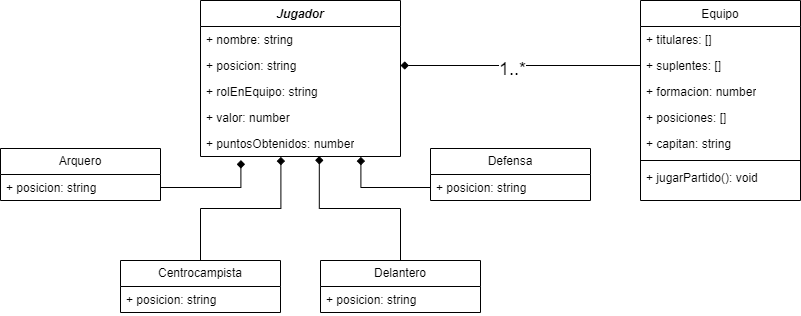 Jugador
+ nombre: string
+ posicion: string
+ rolEnEquipo: string
+ valor: number
+ puntosObtenidos: number
1..*
Equipo
+ titulares: []
+ suplentes: []
+ formacion: number
+ posiciones: []
+ capitan: string
+ jugarPartido(): void
Arquero
+ posicion: string
Defensa
+ posicion: string
Centrocampista
+ posicion: string
Delantero
+ posicion: string